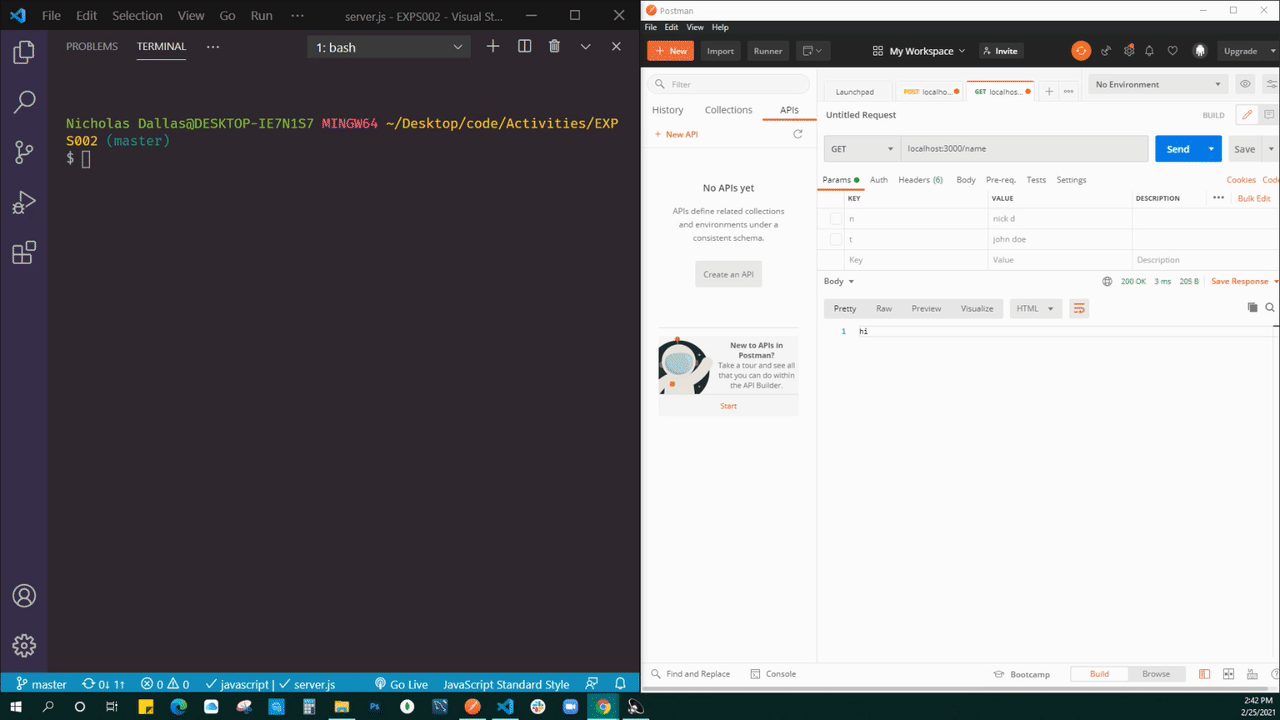 File Edit Selection View Go Run ··· server.js - EXPS002 - Visual St...
PROBLEMS TERMINAL ··· 1: bash
Nicholas Dallas@DESKTOP-IE7N1S7 MINGW64 ~/Desktop/code/Activities/EXP
S002 (master)
$
master 0↓ 1↑ 0 0 javascript | server.js Go Live JavaScript Standard Style
Postman
File Edit View Help
+ New Import Runner My Workspace Invite Upgrade
Filter
History Collections APIs
+ New API
No APIs yet
APIs define related collections
and environments under a
consistent schema.
Create an API
New to APIs in
Postman?
Take a tour and see all
that you can do within
the API Builder.
Start
Launchpad POST localho... GET localhos... + ··· No Environment
Untitled Request BUILD
GET localhost:3000/name Send Save
Params Auth Headers (6) Body Pre-req. Tests Settings Cookies Code
KEY VALUE DESCRIPTION ··· Bulk Edit
n nick d
t john doe
Key Value Description
Body 200 OK 3 ms 205 B Save Response
Pretty Raw Preview Visualize HTML
1 hi
Find and Replace Console Bootcamp Build Browse
2:42 PM
2/25/2021